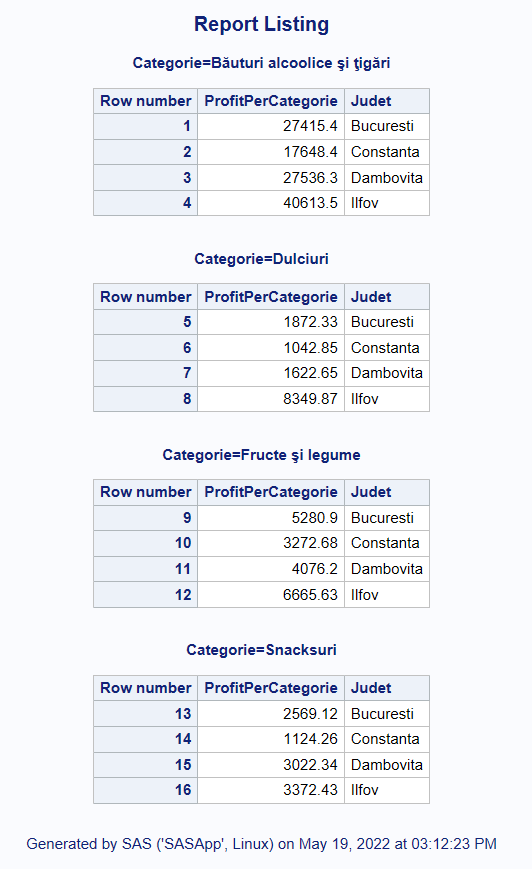 Report Listing
Categorie=Băuturi alcoolice şi ţigări
Row number ProfitPerCategorie Judet
1 27415.4 Bucuresti
2 17648.4 Constanta
3 27536.3 Dambovita
4 40613.5 Ilfov
Categorie=Dulciuri
Row number ProfitPerCategorie Judet
5 1872.33 Bucuresti
6 1042.85 Constanta
7 1622.65 Dambovita
8 8349.87 Ilfov
Categorie=Fructe şi legume
Row number ProfitPerCategorie Judet
9 5280.9 Bucuresti
10 3272.68 Constanta
11 4076.2 Dambovita
12 6665.63 Ilfov
Categorie=Snacksuri
Row number ProfitPerCategorie Judet
13 2569.12 Bucuresti
14 1124.26 Constanta
15 3022.34 Dambovita
16 3372.43 Ilfov
Generated by SAS ('SASApp', Linux) on May 19, 2022 at 03:12:23 PM